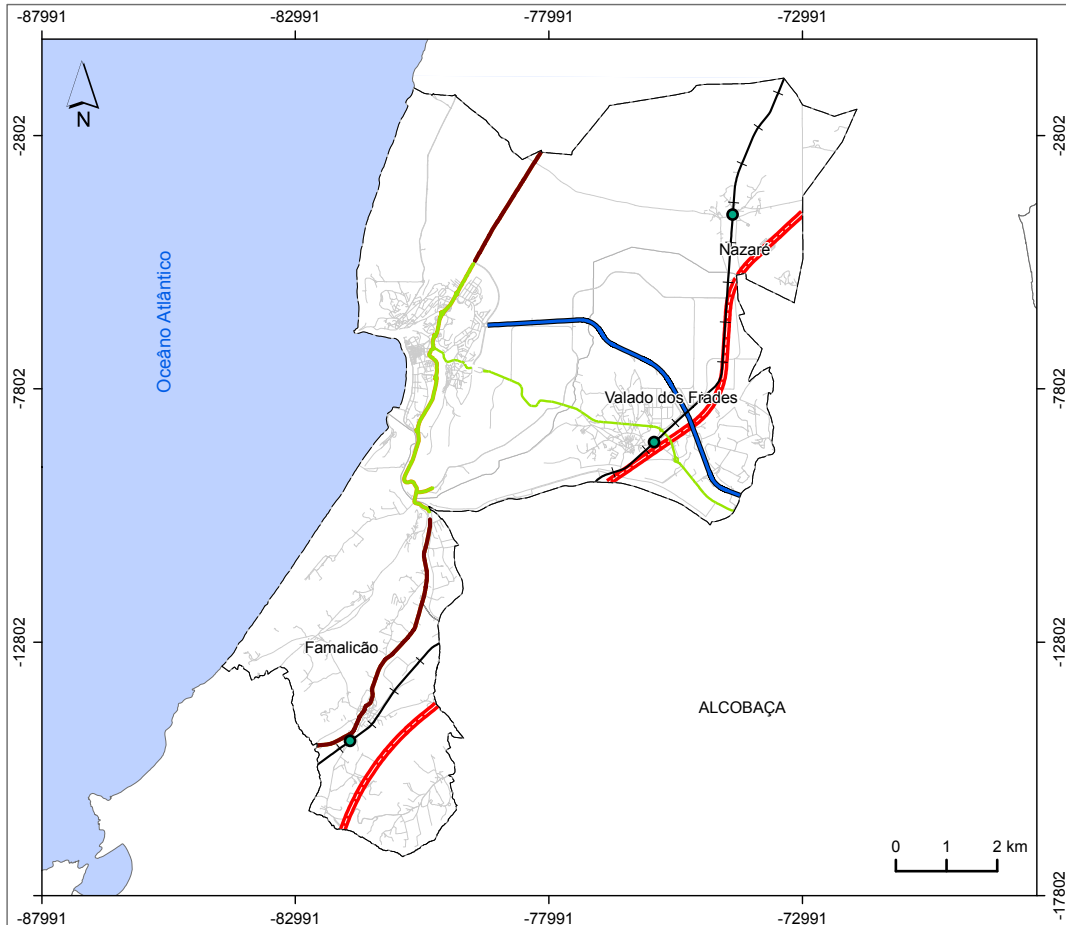 -87991 -82991 -77991 -72991
N
-2802 -2802
Nazaré
Oceâno Atlântico
-7802 -7802
Valado dos Frades
Famalicão
-12802 -12802
ALCOBAÇA
0 1 2 km
-17802 -17802
-87991 -82991 -77991 -72991